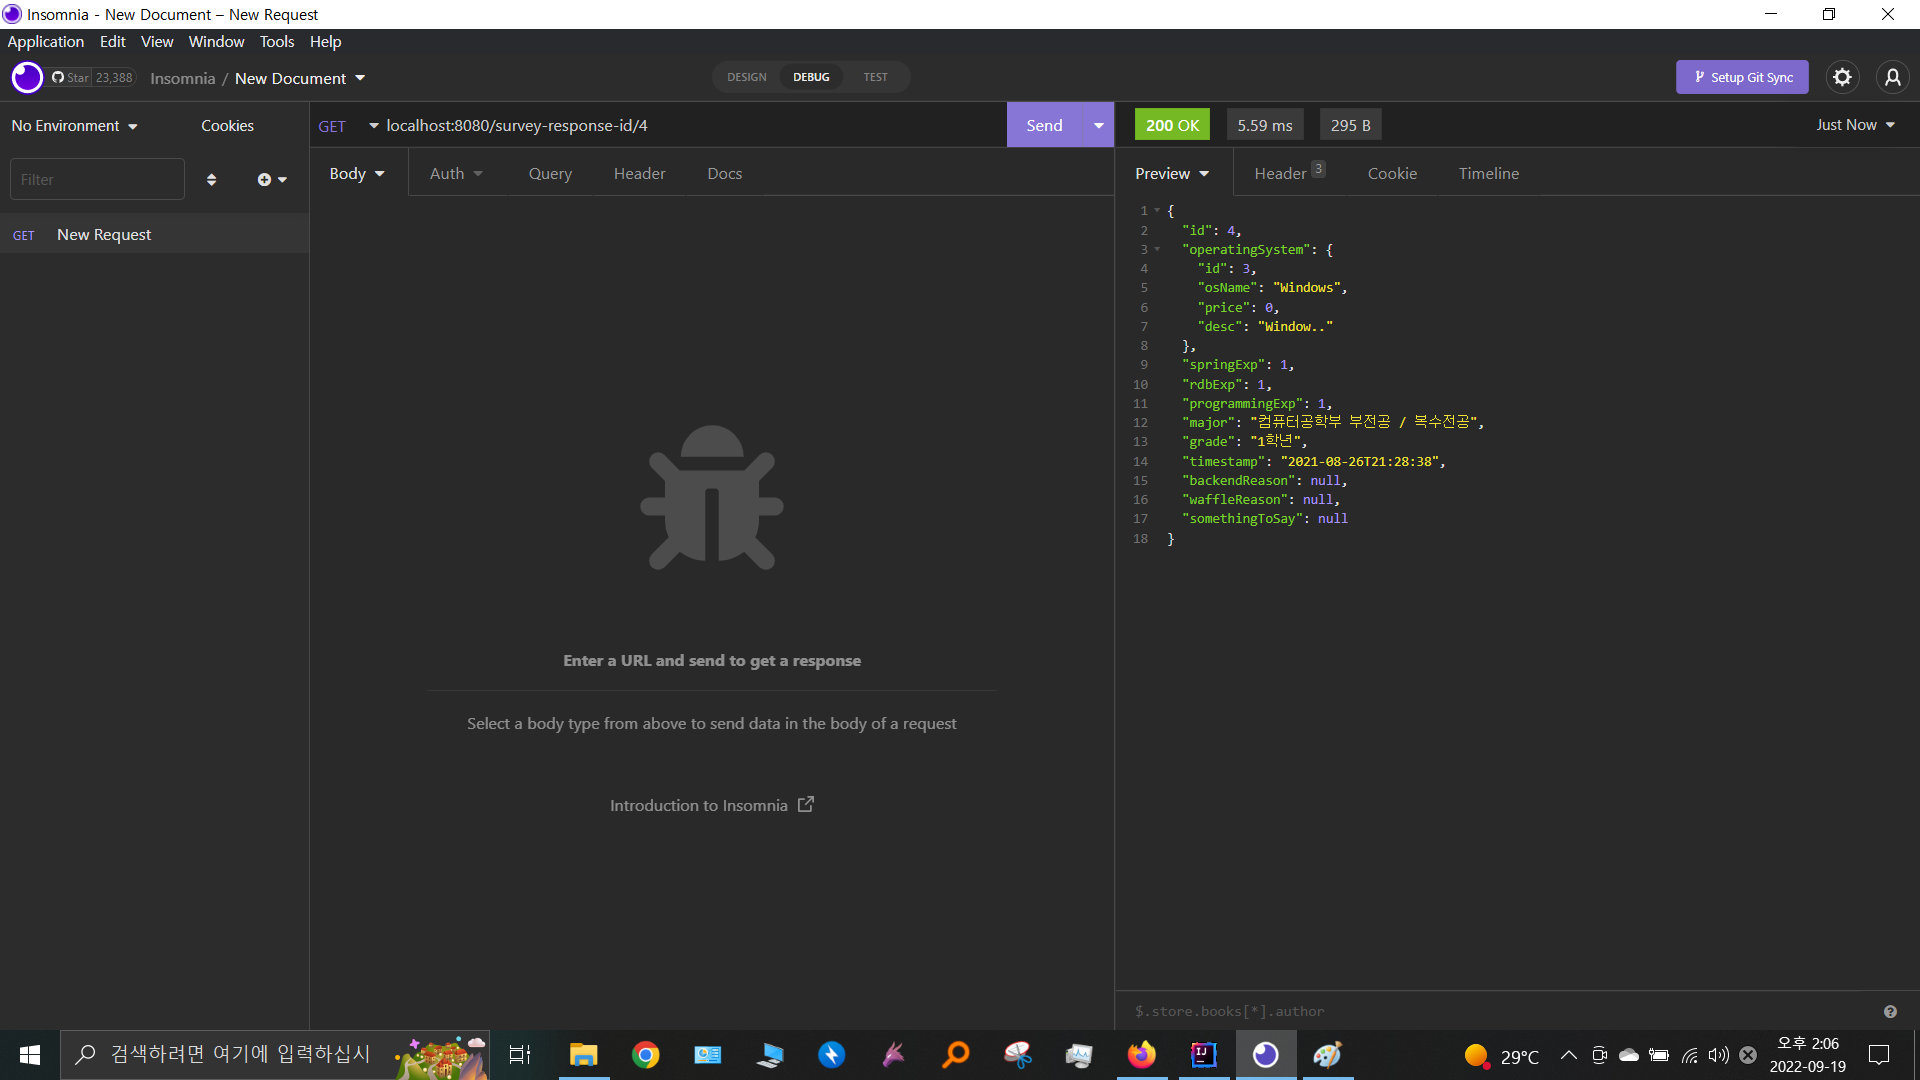 Insomnia - New Document – New Request
Application Edit View Window Tools Help
Star 23,388 Insomnia / New Document DESIGN DEBUG TEST Setup Git Sync
No Environment Cookies
Filter
GET New Request
GET localhost:8080/survey-response-id/4 Send
Body Auth Query Header Docs
Enter a URL and send to get a response
Select a body type from above to send data in the body of a request
Introduction to Insomnia
200 OK 5.59 ms 295 B Just Now
Preview Header 3 Cookie Timeline
1 {
2 "id": 4,
3 "operatingSystem": {
4 "id": 3,
5 "osName": "Windows",
6 "price": 0,
7 "desc": "Window.."
8 },
9 "springExp": 1,
10 "rdbExp": 1,
11 "programmingExp": 1,
12 "major": "컴퓨터공학부 부전공 / 복수전공",
13 "grade": "1학년",
14 "timestamp": "2021-08-26T21:28:38",
15 "backendReason": null,
16 "waffleReason": null,
17 "somethingToSay": null
18 }
$.store.books[*].author
검색하려면 여기에 입력하십시
IJ
29°C
오후 2:06
2022-09-19